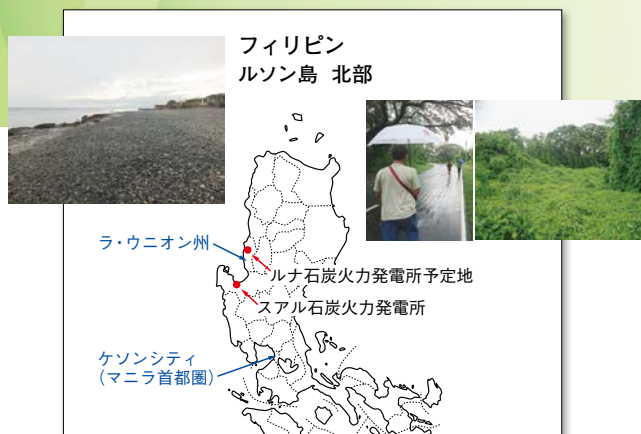 フィリピン
ルソン島 北部
ラ・ウニオン州
ルナ石炭火力発電所予定地
スアル石炭火力発電所
ケソンシティ
(マニラ首都圏)